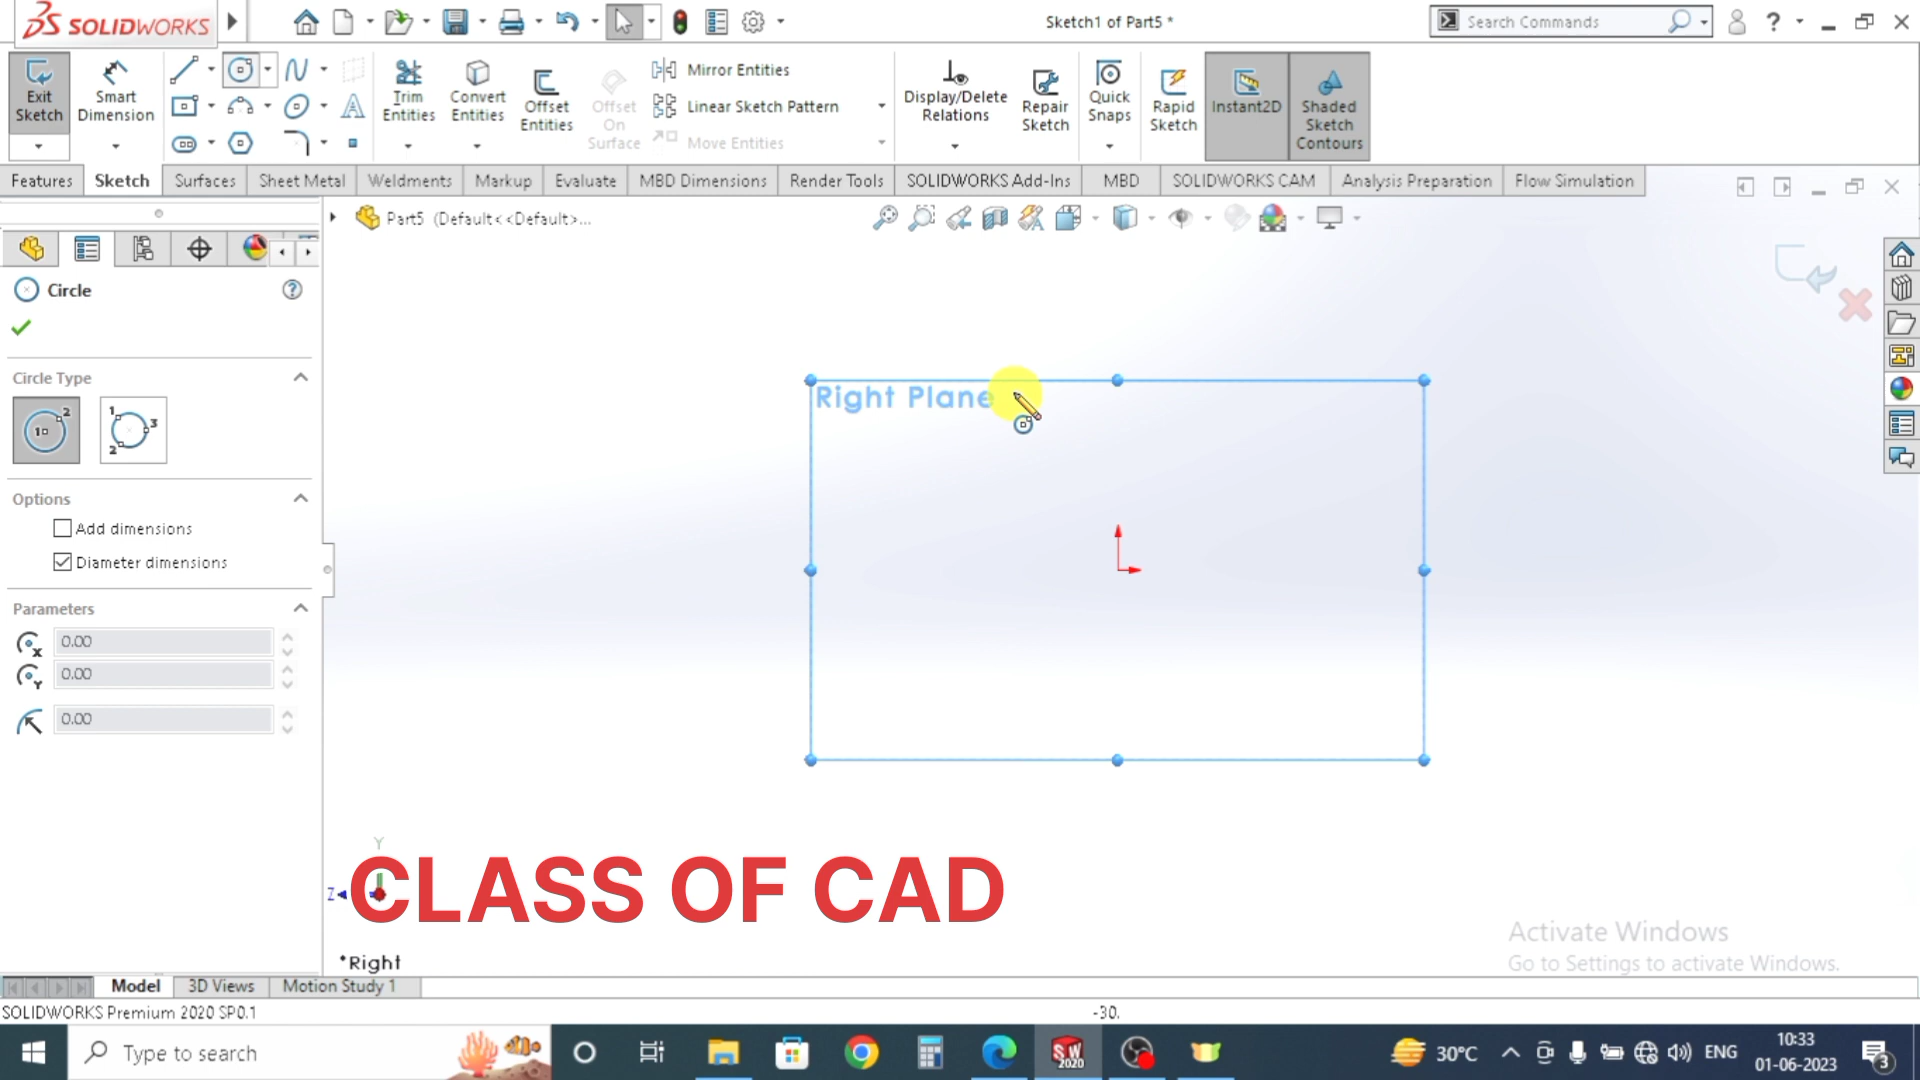 SOLIDWORKS
Sketch1 of Part5 *
Search Commands
Exit Sketch
Smart Dimension
Trim Entities
Convert Entities
Offset Entities
Offset On Surface
Mirror Entities
Linear Sketch Pattern
Move Entities
Display/Delete Relations
Repair Sketch
Quick Snaps
Rapid Sketch
Instant2D
Shaded Sketch Contours
Features
Sketch
Surfaces
Sheet Metal
Weldments
Markup
Evaluate
MBD Dimensions
Render Tools
SOLIDWORKS Add-Ins
MBD
SOLIDWORKS CAM
Analysis Preparation
Flow Simulation
Part5 (Default<<Default>...
Circle
Circle Type
Options
Add dimensions
Diameter dimensions
Parameters
0.00
0.00
0.00
Right Plane
Y
Z
CLASS OF CAD
*Right
Activate Windows
Go to Settings to activate Windows.
Model
3D Views
Motion Study 1
SOLIDWORKS Premium 2020 SP0.1
-30.
Type to search
SW
2020
30°C
ENG
10:33
01-06-2023
3